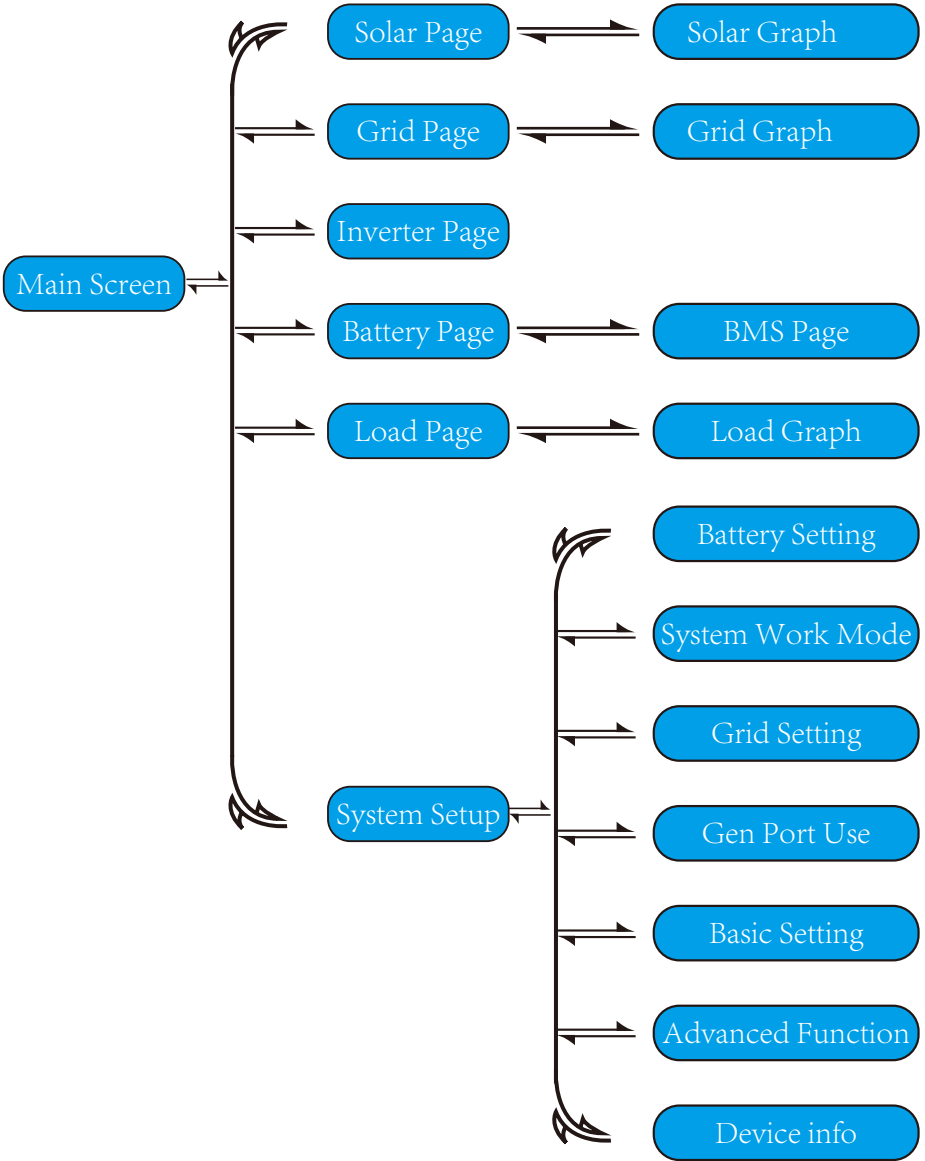 Solar Page
Solar Graph
Grid Page
Grid Graph
Inverter Page
Main Screen
Battery Page
BMS Page
Load Page
Load Graph
Battery Setting
System Work Mode
Grid Setting
System Setup
Gen Port Use
Basic Setting
Advanced Function
Device info